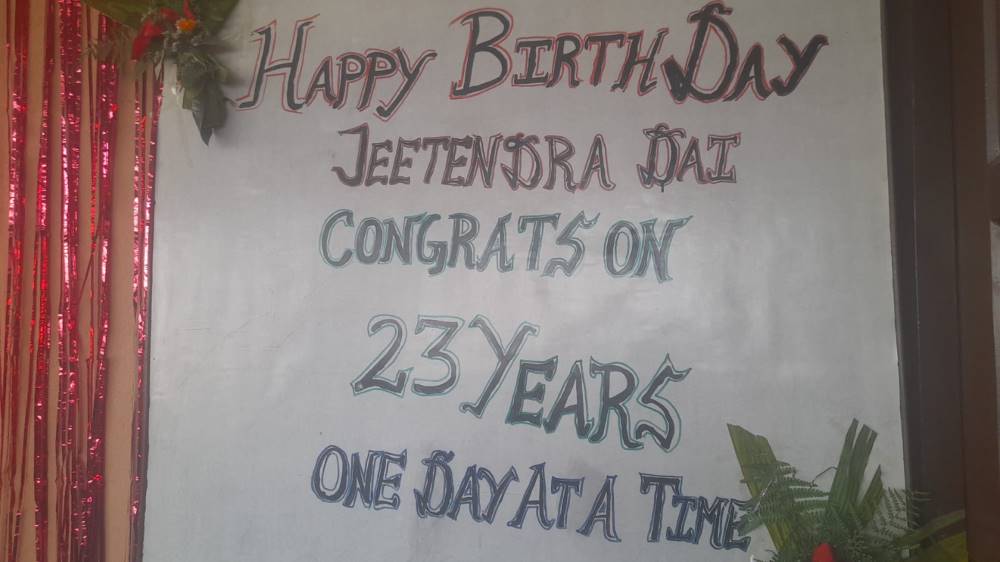 HAPPY BIRTHDAY
JEETENDRA DAI
CONGRATS ON
23 YEARS
ONE DAY AT A TIME